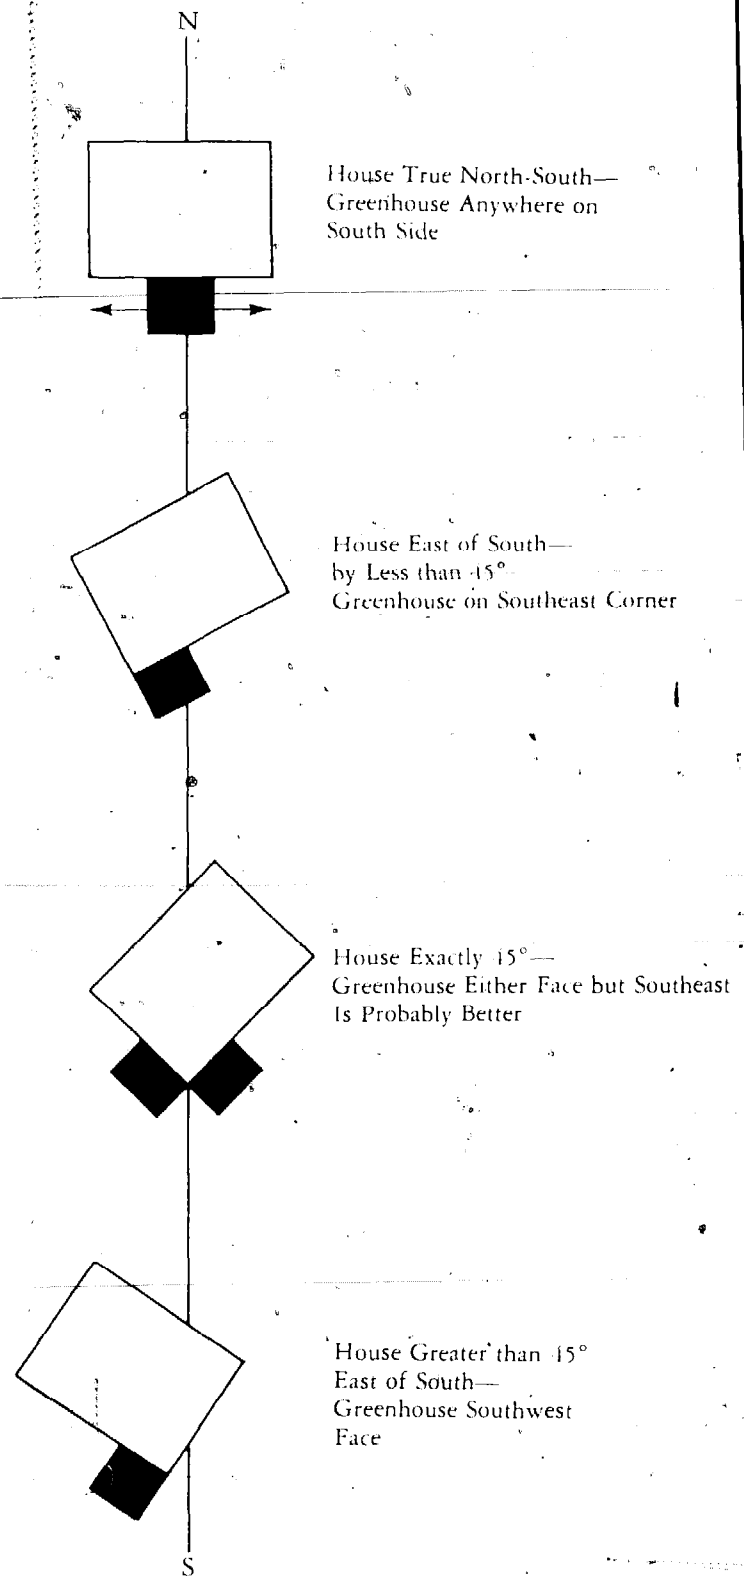 N
House True North-South—
Greenhouse Anywhere on
South Side
House East of South—
by Less than 45°
Greenhouse on Southeast Corner
House Exactly 45°—
Greenhouse Either Face but Southeast
Is Probably Better
House Greater than 45°
East of South—
Greenhouse Southwest
Face
S